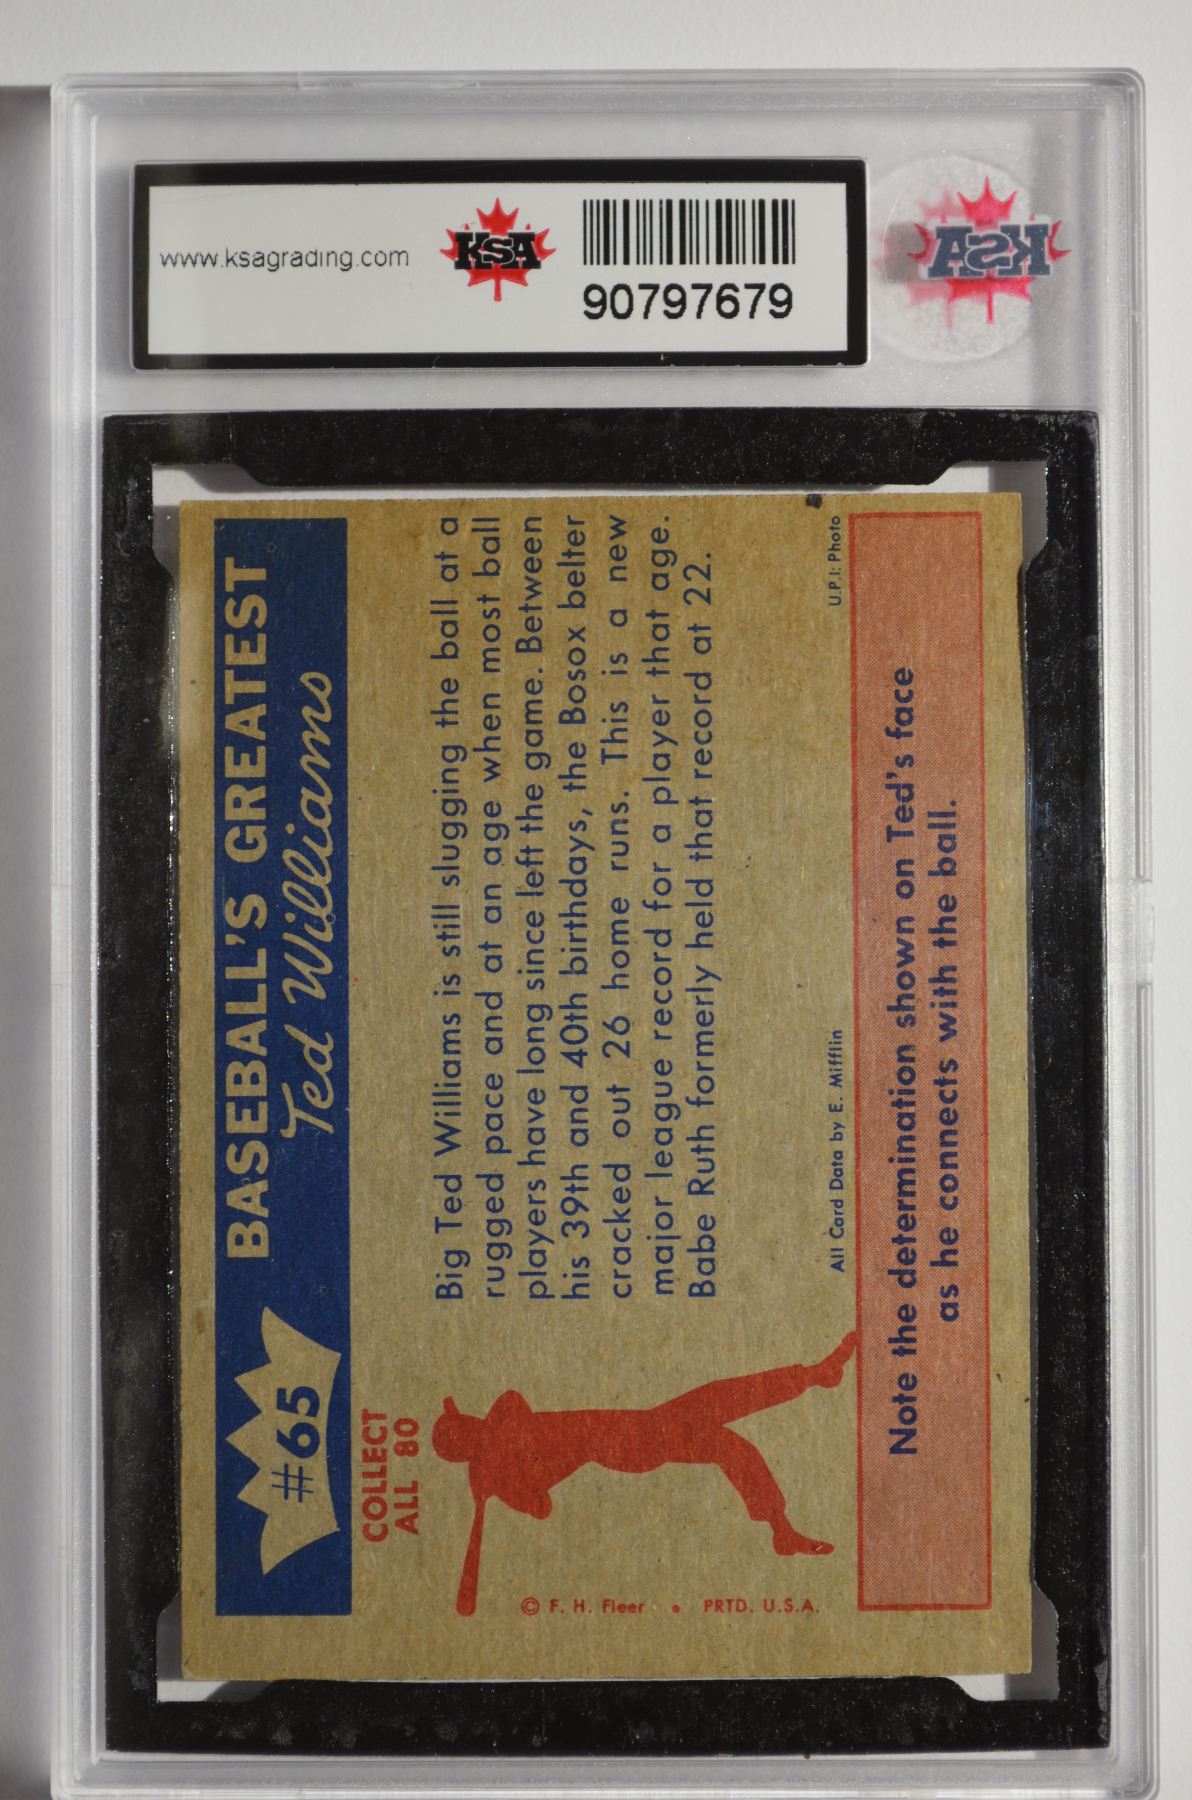 www.ksagrading.com
KSA
90797679
KSA
#65
BASEBALL'S GREATEST
Ted Williams
COLLECT
ALL 80
Big Ted Williams is still slugging the ball at a
rugged pace and at an age when most ball
players have long since left the game. Between
his 39th and 40th birthdays, the Bosox belter
cracked out 26 home runs. This is a new
major league record for a player that age.
Babe Ruth formerly held that record at 22.
© F. H. Fleer • PRTD. U.S.A.
All Card Data by E. Mifflin
U.P.I: Photo
Note the determination shown on Ted's face
as he connects with the ball.